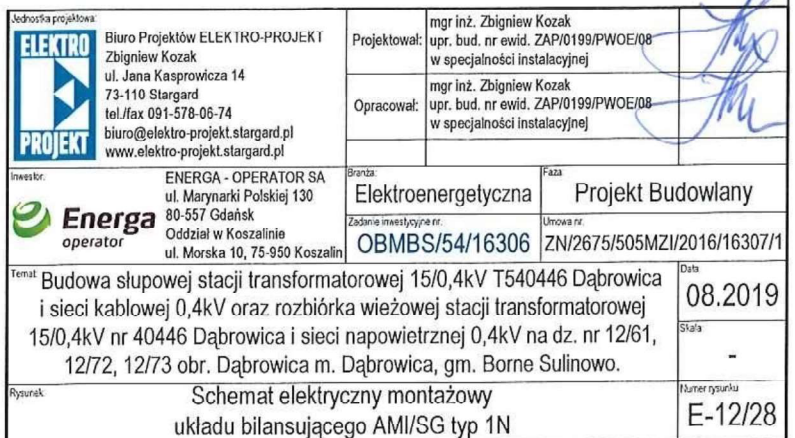 Jednostka projektowa:
ELEKTRO
PROJEKT
Biuro Projektów ELEKTRO-PROJEKT
Zbigniew Kozak
ul. Jana Kasprowicza 14
73-110 Stargard
tel./fax 091-578-06-74
biuro@elektro-projekt.stargard.pl
www.elektro-projekt.stargard.pl
Projektował:
mgr inż. Zbigniew Kozak
upr. bud. nr ewid. ZAP/0199/PWOE/08
w specjalności instalacyjnej
Opracował:
mgr inż. Zbigniew Kozak
upr. bud. nr ewid. ZAP/0199/PWOE/08
w specjalności instalacyjnej
Inwestor:
Energa
operator
ENERGA - OPERATOR SA
ul. Marynarki Polskiej 130
80-557 Gdańsk
Oddział w Koszalinie
ul. Morska 10, 75-950 Koszalin
Branża:
Elektroenergetyczna
Faza
Projekt Budowlany
Zadanie inwestycyjne nr.
OBMBS/54/16306
Umowa nr.
ZN/2675/505MZI/2016/16307/1
Temat:
Budowa słupowej stacji transformatorowej 15/0,4kV T540446 Dąbrowica
i sieci kablowej 0,4kV oraz rozbiórka wieżowej stacji transformatorowej
15/0,4kV nr 40446 Dąbrowica i sieci napowietrznej 0,4kV na dz. nr 12/61,
12/72, 12/73 obr. Dąbrowica m. Dąbrowica, gm. Borne Sulinowo.
Data
08.2019
Skala
-
Rysunek:
Schemat elektryczny montażowy
układu bilansującego AMI/SG typ 1N
Numer rysunku
E-12/28